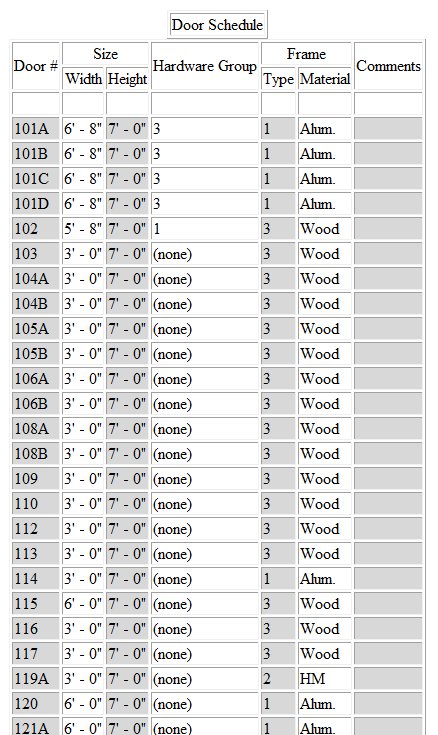 Door Schedule
Door # Size Hardware Group Frame Comments
Width Height Type Material
101A 6' - 8" 7' - 0" 3 1 Alum.
101B 6' - 8" 7' - 0" 3 1 Alum.
101C 6' - 8" 7' - 0" 3 1 Alum.
101D 6' - 8" 7' - 0" 3 1 Alum.
102 5' - 8" 7' - 0" 1 3 Wood
103 3' - 0" 7' - 0" (none) 3 Wood
104A 3' - 0" 7' - 0" (none) 3 Wood
104B 3' - 0" 7' - 0" (none) 3 Wood
105A 3' - 0" 7' - 0" (none) 3 Wood
105B 3' - 0" 7' - 0" (none) 3 Wood
106A 3' - 0" 7' - 0" (none) 3 Wood
106B 3' - 0" 7' - 0" (none) 3 Wood
108A 3' - 0" 7' - 0" (none) 3 Wood
108B 3' - 0" 7' - 0" (none) 3 Wood
109 3' - 0" 7' - 0" (none) 3 Wood
110 3' - 0" 7' - 0" (none) 3 Wood
112 3' - 0" 7' - 0" (none) 3 Wood
113 3' - 0" 7' - 0" (none) 3 Wood
114 3' - 0" 7' - 0" (none) 1 Alum.
115 6' - 0" 7' - 0" (none) 3 Wood
116 3' - 0" 7' - 0" (none) 3 Wood
117 3' - 0" 7' - 0" (none) 3 Wood
119A 3' - 0" 7' - 0" (none) 2 HM
120 6' - 0" 7' - 0" (none) 1 Alum.
121A 6' - 0" 7' - 0" (none) 1 Alum.